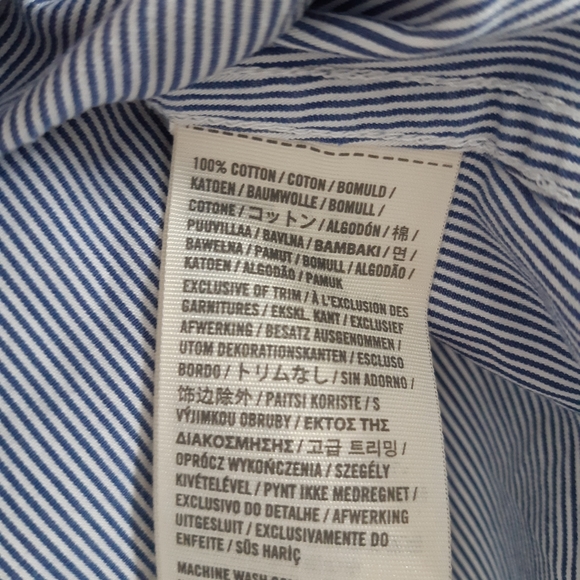 100% COTTON / COTON / BOMULD /
KATOEN / BAUMWOLLE / BOMULL /
COTONE / コットン / ALGODÓN / 棉 /
PUUVILLAA / BAVLNA / BAMBAKI / 면 /
BAWEŁNA / PAMUT / BOMULL / ALGODÃO /
KATOEN / ALGODÃO / PAMUK
EXCLUSIVE OF TRIM / À L'EXCLUSION DES
GARNITURES / EKSKL. KANT / EXCLUSIEF
AFWERKING / BESATZ AUSGENOMMEN /
UTOM DEKORATIONSKANTEN / ESCLUSO
BORDO / トリムなし / SIN ADORNO /
饰边除外 / PAITSI KORISTE / S
VÝJIMKOU OBRUBY / ΕΚΤΟΣ ΤΗΣ
ΔΙΑΚΟΣΜΗΣΗΣ / 고급 트리밍 /
OPRÓCZ WYKOŃCZENIA / SZEGÉLY
KIVÉTELÉVEL / PYNT IKKE MEDREGNET /
EXCLUSIVO DO DETALHE / AFWERKING
UITGESLUIT / EXCLUSIVAMENTE DO
ENFEITE / SÜS HARİÇ
MACHINE WASH